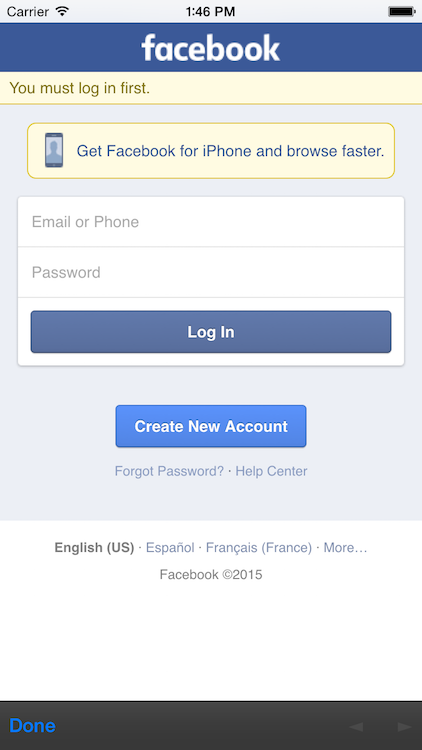 Carrier 1:46 PM
facebook
You must log in first.
Get Facebook for iPhone and browse faster.
Email or Phone
Password
Log In
Create New Account
Forgot Password? · Help Center
English (US) · Español · Français (France) · More…
Facebook ©2015
Done